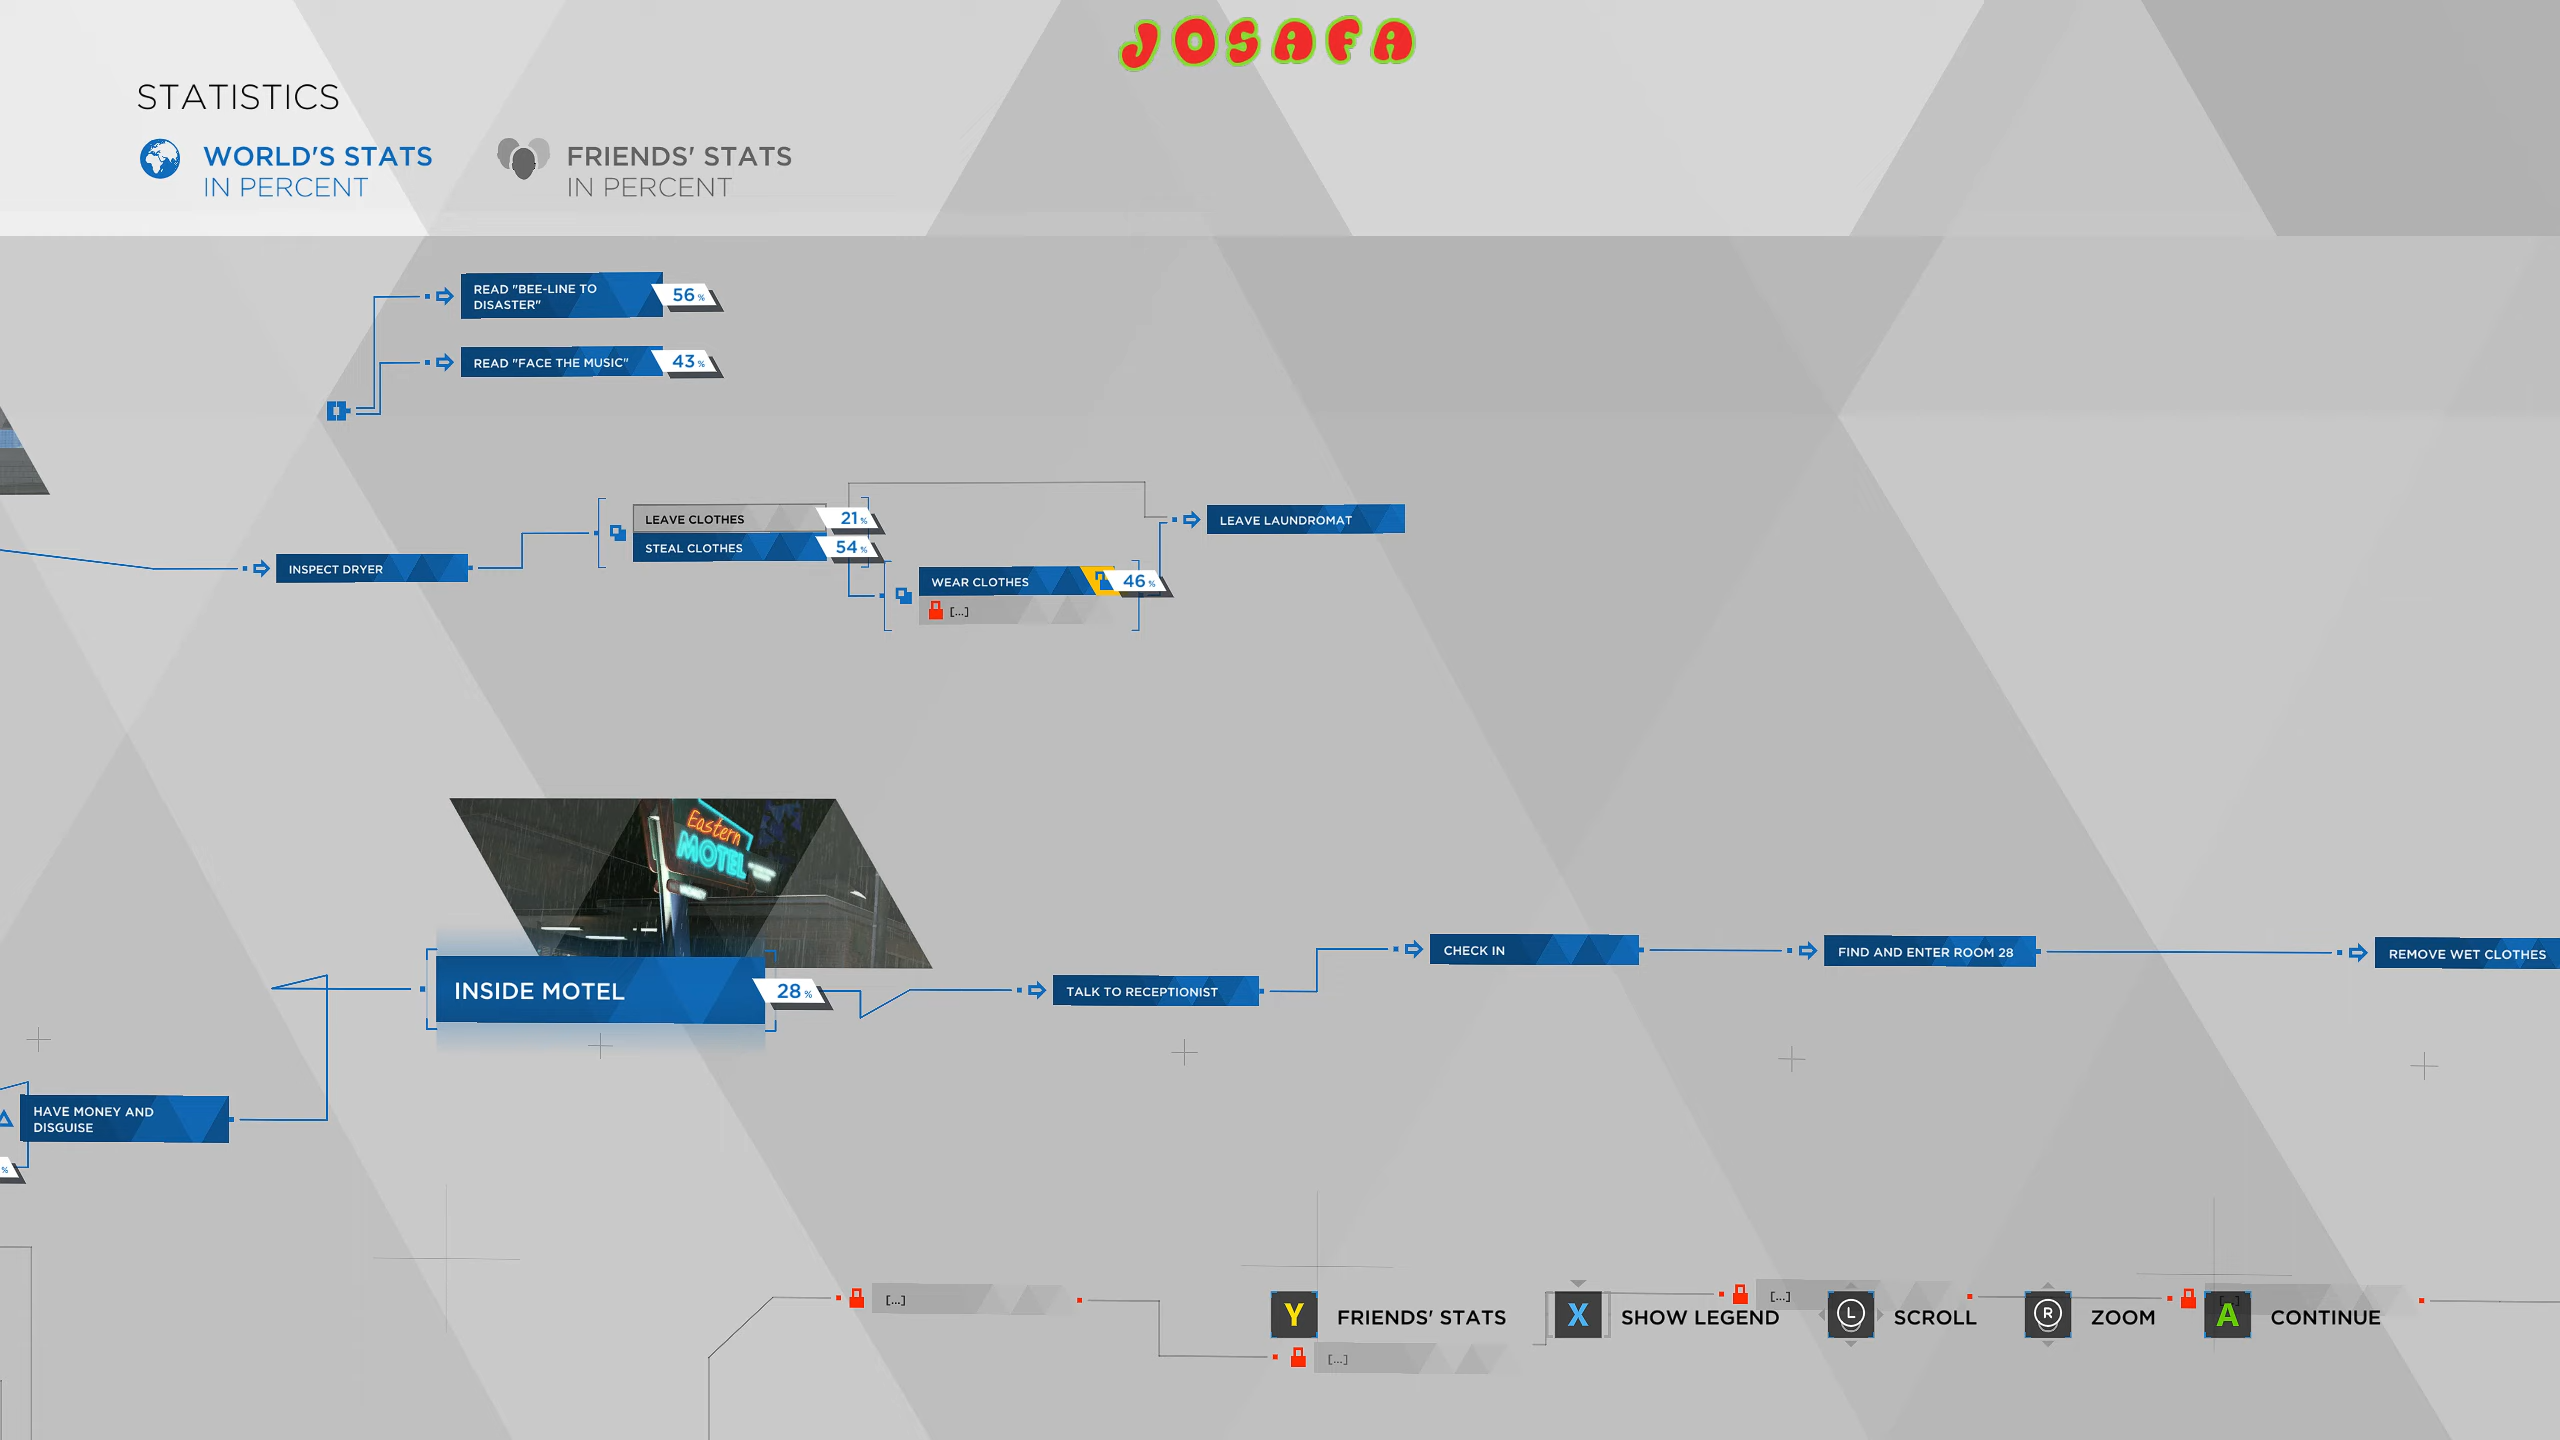 JOSAFA
STATISTICS
WORLD'S STATS
IN PERCENT
FRIENDS' STATS
IN PERCENT
READ "BEE-LINE TO
DISASTER"
56 %
READ "FACE THE MUSIC"
43 %
LEAVE CLOTHES
21 %
LEAVE LAUNDROMAT
STEAL CLOTHES
54 %
INSPECT DRYER
WEAR CLOTHES
46 %
[...]
Eastern
MOTEL
INSIDE MOTEL
28 %
TALK TO RECEPTIONIST
CHECK IN
FIND AND ENTER ROOM 28
REMOVE WET CLOTHES
HAVE MONEY AND
DISGUISE
%
[...]
[...]
[...]
Y FRIENDS' STATS
X SHOW LEGEND
L SCROLL
R ZOOM
A CONTINUE